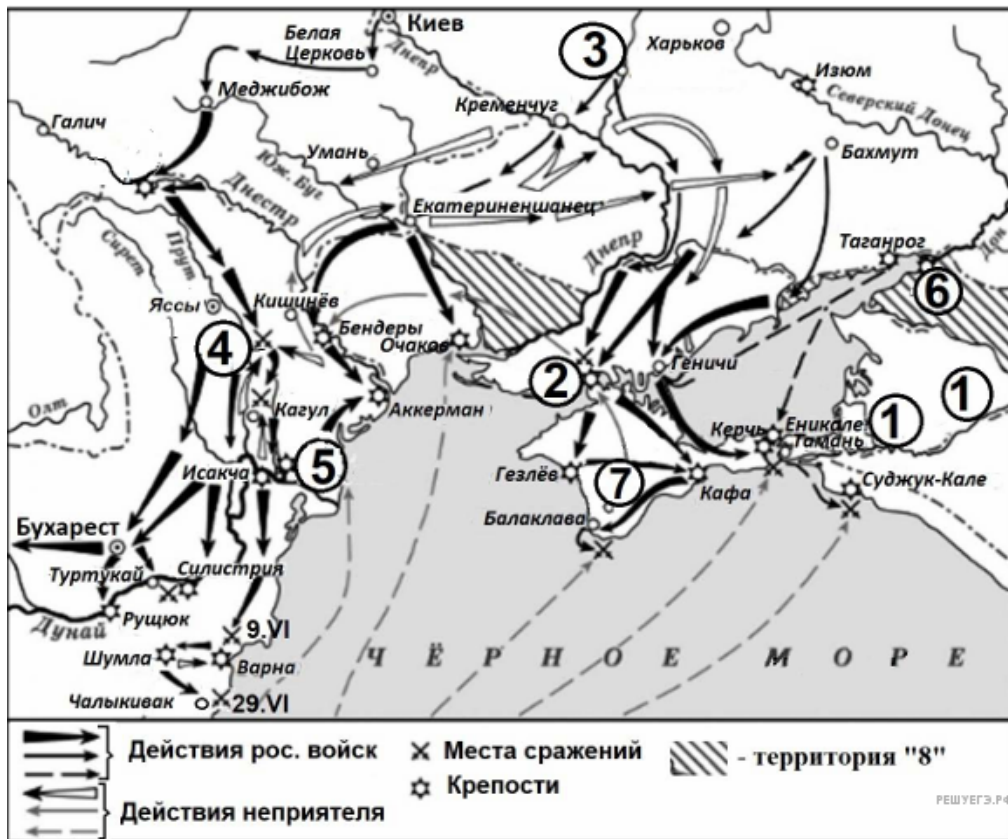 Киев
Белая
Церковь
Днепр
3
Харьков
Изюм
Северский Донец
Меджибож
Кременчуг
Галич
Умань
Бахмут
Юж. Буг
Днестр
Екатериненшанец
Сирет
Прут
Днепр
Таганрог
Дон
6
Яссы
Кишинёв
Бендеры
Очаков
4
2
Геничи
1
1
Олт
Кагул
Аккерман
Керчь
Еникале
Тамань
5
Исакча
Гезлёв
7
Кафа
Суджук-Кале
Бухарест
Балаклава
Туртукай
Силистрия
Рущюк
Дунай
9.VI
Шумла
Варна
ЧЁРНОЕ МОРЕ
Чалыкивак
29.VI
Действия рос. войск
Места сражений
- территория "8"
Крепости
Действия неприятеля
РЕШУЕГЭ.РФ